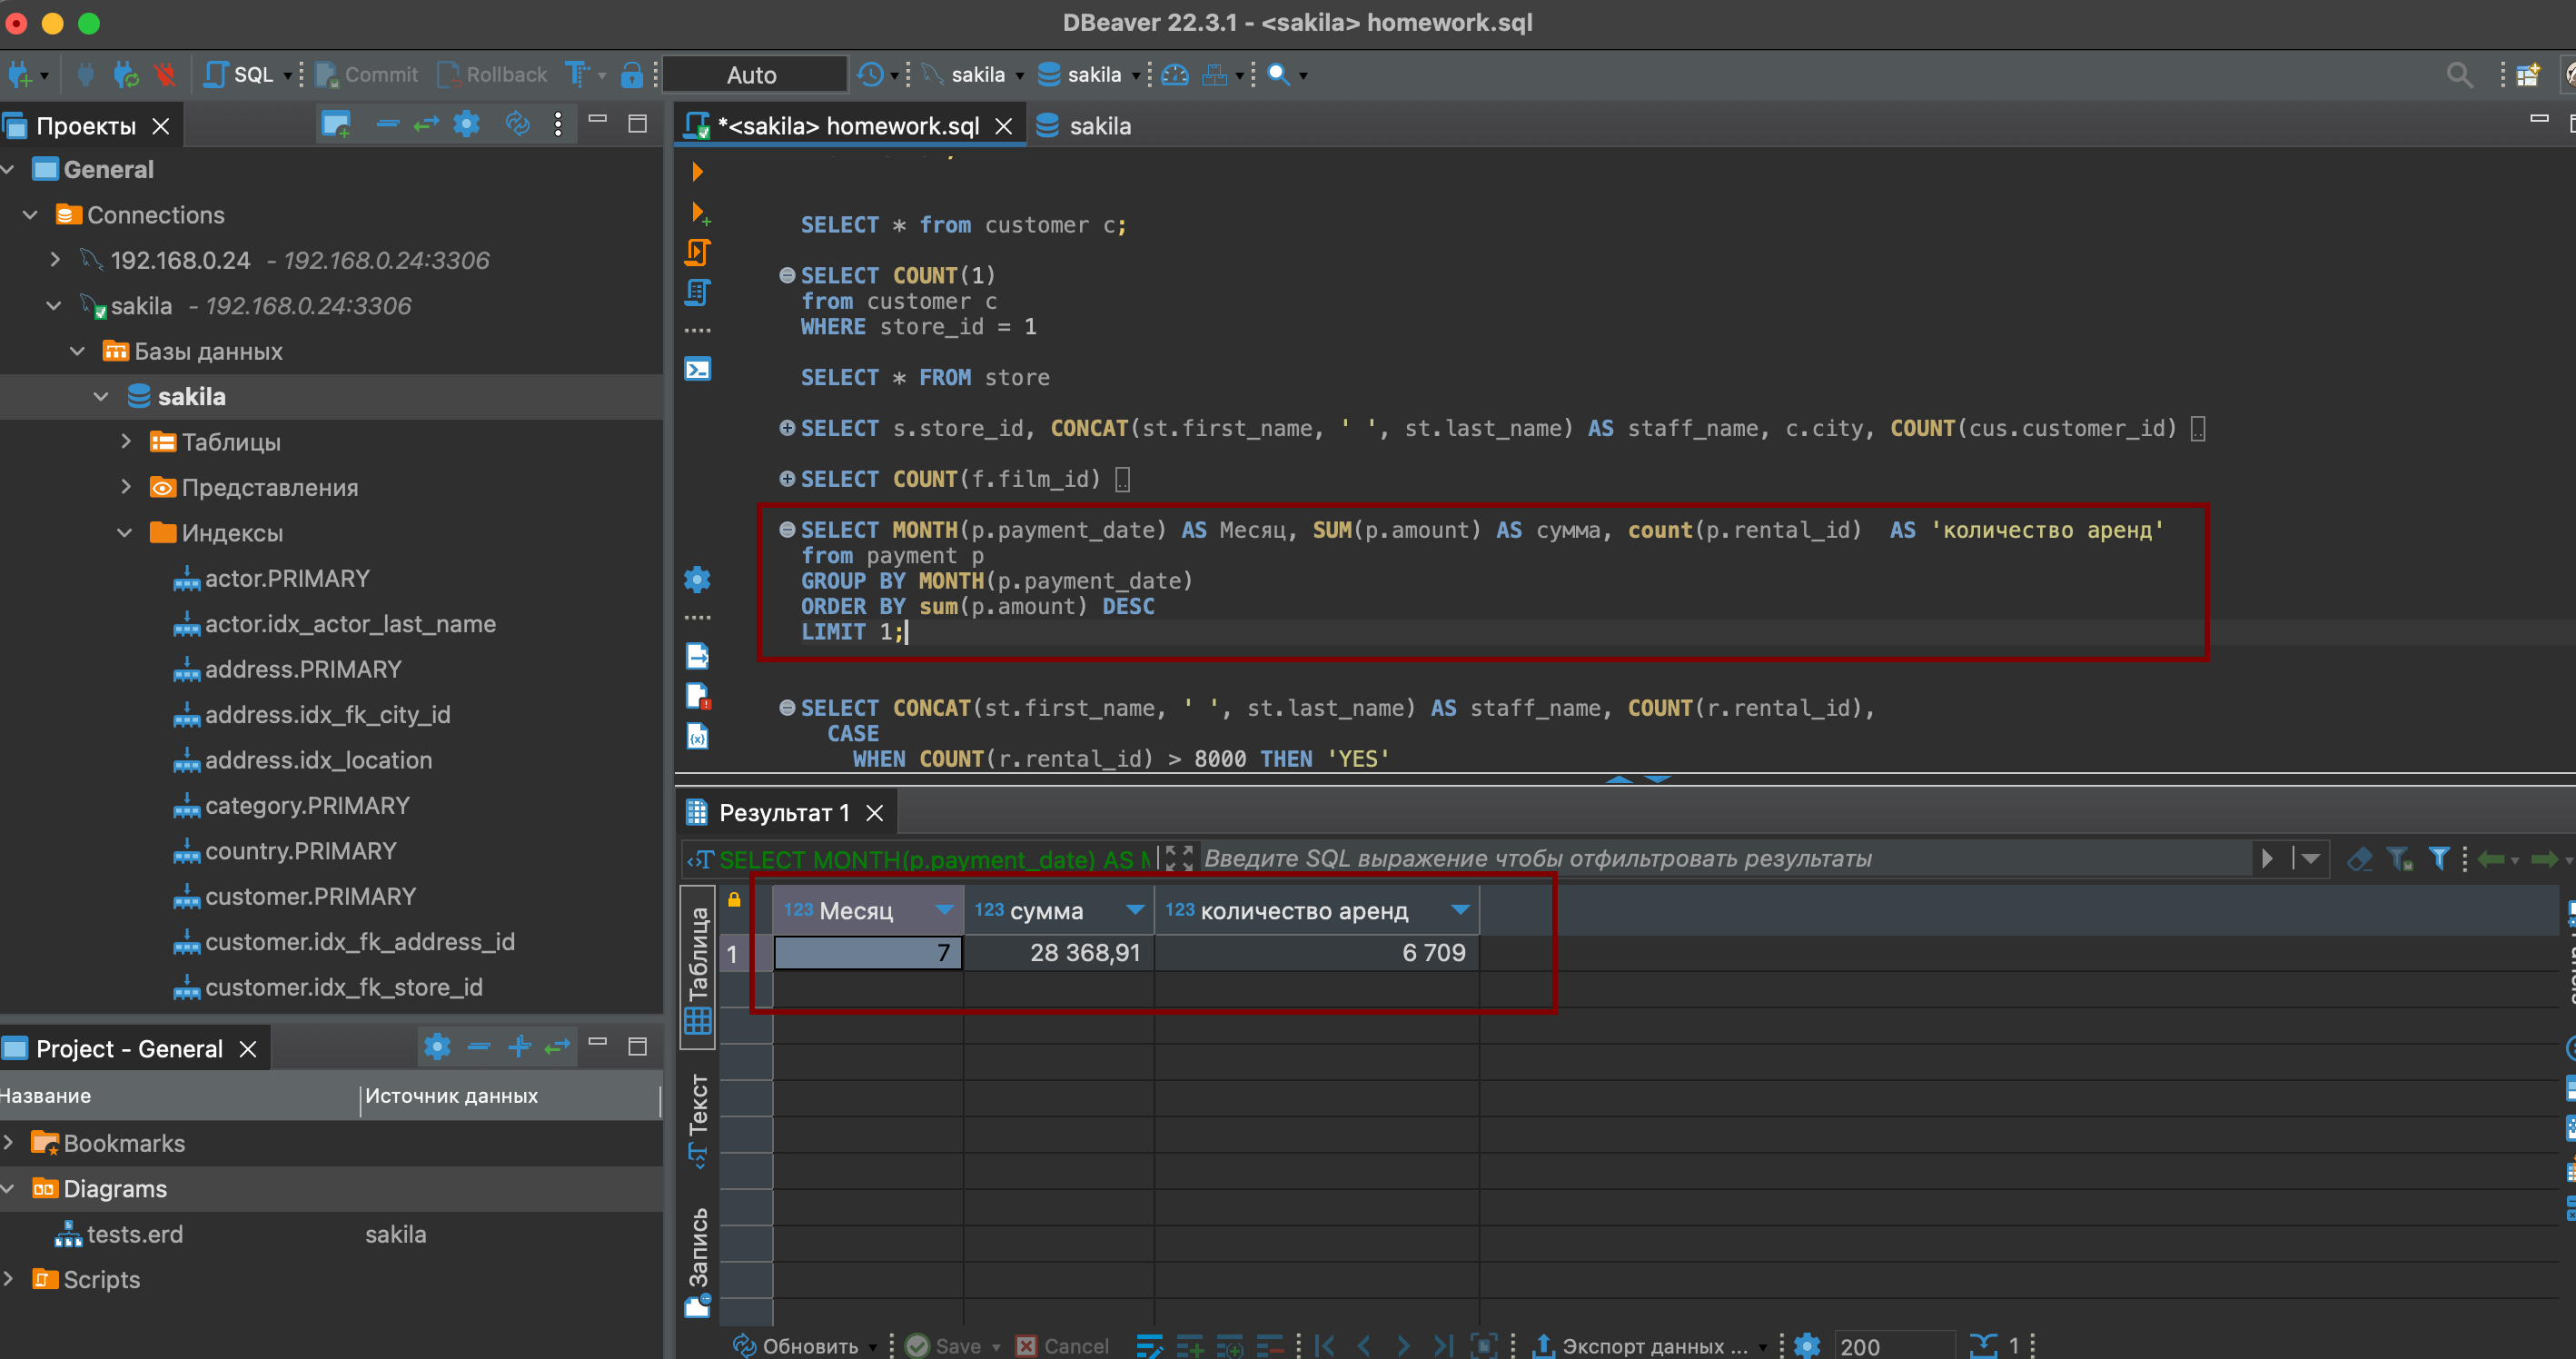 DBeaver 22.3.1 - <sakila> homework.sql
SQL Commit Rollback Auto sakila sakila
Проекты
General
Connections
192.168.0.24 - 192.168.0.24:3306
sakila - 192.168.0.24:3306
Базы данных
sakila
Таблицы
Представления
Индексы
actor.PRIMARY
actor.idx_actor_last_name
address.PRIMARY
address.idx_fk_city_id
address.idx_location
category.PRIMARY
country.PRIMARY
customer.PRIMARY
customer.idx_fk_address_id
customer.idx_fk_store_id
Project - General
Название Источник данных
Bookmarks
Diagrams
tests.erd sakila
Scripts
*<sakila> homework.sql sakila
SELECT * from customer c;
SELECT COUNT(1)
from customer c
WHERE store_id = 1
SELECT * FROM store
SELECT s.store_id, CONCAT(st.first_name, ' ', st.last_name) AS staff_name, c.city, COUNT(cus.customer_id)
SELECT COUNT(f.film_id)
SELECT MONTH(p.payment_date) AS Месяц, SUM(p.amount) AS сумма, count(p.rental_id)  AS 'количество аренд'
from payment p
GROUP BY MONTH(p.payment_date)
ORDER BY sum(p.amount) DESC
LIMIT 1;
SELECT CONCAT(st.first_name, ' ', st.last_name) AS staff_name, COUNT(r.rental_id),
CASE
WHEN COUNT(r.rental_id) > 8000 THEN 'YES'
Результат 1
SELECT MONTH(p.payment_date) AS M Введите SQL выражение чтобы отфильтровать результаты
123 Месяц 123 сумма 123 количество аренд
1 7 28 368,91 6 709
Таблица
Текст
Запись
Обновить Save Cancel Экспорт данных ... 200 1